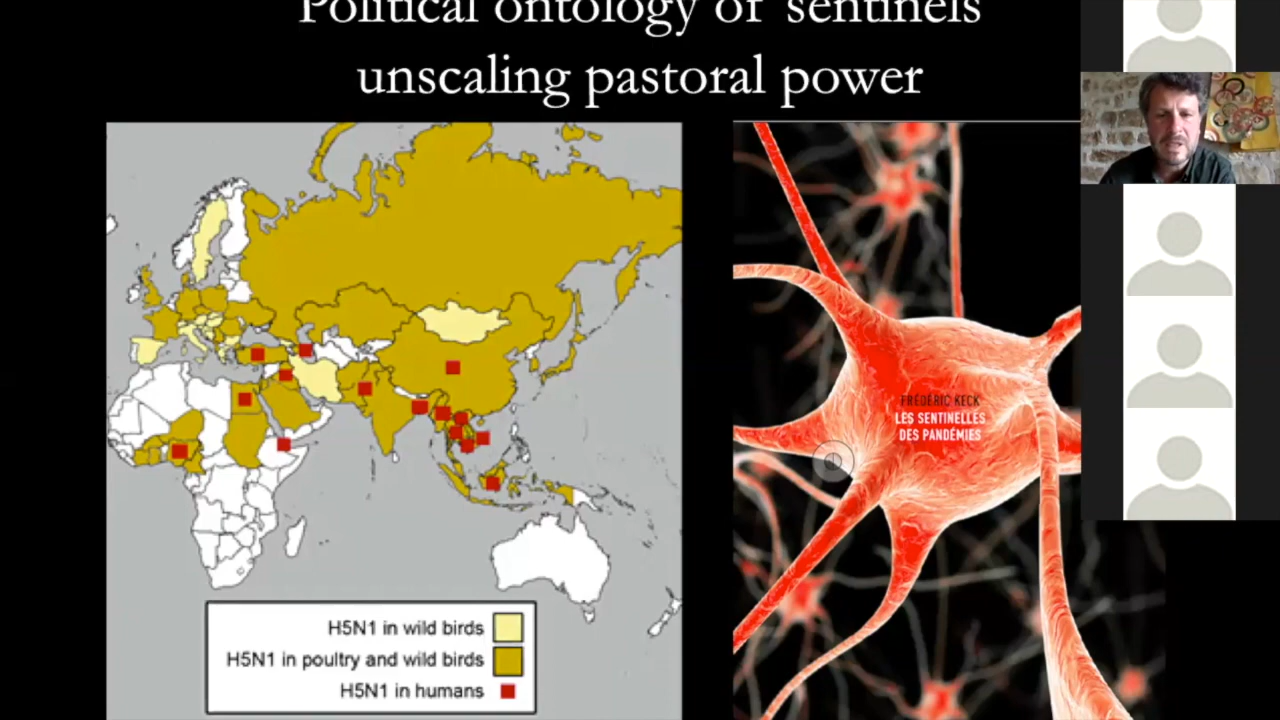 Political ontology of sentinels
unscaling pastoral power
H5N1 in wild birds
H5N1 in poultry and wild birds
H5N1 in humans
FRÉDÉRIC KECK
LES SENTINELLES
DES PANDÉMIES